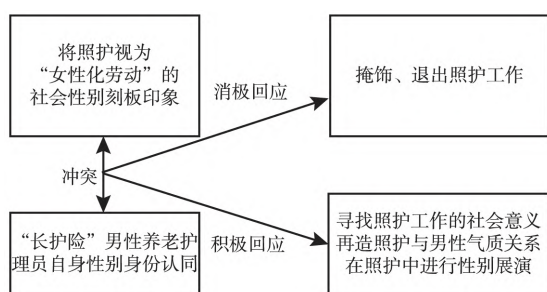 将照护视为
“女性化劳动”的
社会性别刻板印象
消极回应
掩饰、退出照护工作
冲突
“长护险”男性养老护
理员自身性别身份认同
积极回应
寻找照护工作的社会意义
再造照护与男性气质关系
在照护中进行性别展演